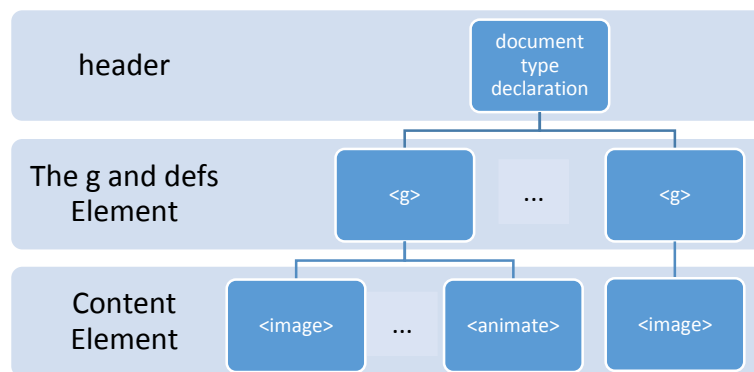 header
document
type
declaration
The g and defs
Element
<g>
...
<g>
Content
Element
<image>
...
<animate>
<image>